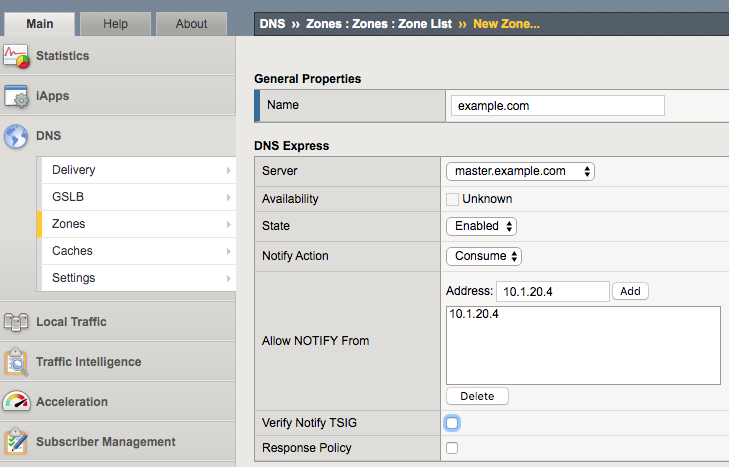 Main Help About
DNS ›› Zones : Zones : Zone List ›› New Zone...
Statistics
iApps
DNS
Delivery
GSLB
Zones
Caches
Settings
Local Traffic
Traffic Intelligence
Acceleration
Subscriber Management
General Properties
Name example.com
DNS Express
Server master.example.com
Availability Unknown
State Enabled
Notify Action Consume
Address: 10.1.20.4 Add
Allow NOTIFY From 10.1.20.4
Delete
Verify Notify TSIG
Response Policy